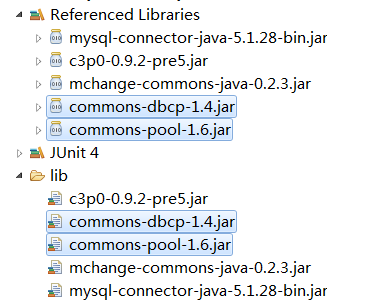 Referenced Libraries
mysql-connector-java-5.1.28-bin.jar
c3p0-0.9.2-pre5.jar
mchange-commons-java-0.2.3.jar
commons-dbcp-1.4.jar
commons-pool-1.6.jar
JUnit 4
lib
c3p0-0.9.2-pre5.jar
commons-dbcp-1.4.jar
commons-pool-1.6.jar
mchange-commons-java-0.2.3.jar
mysql-connector-java-5.1.28-bin.jar